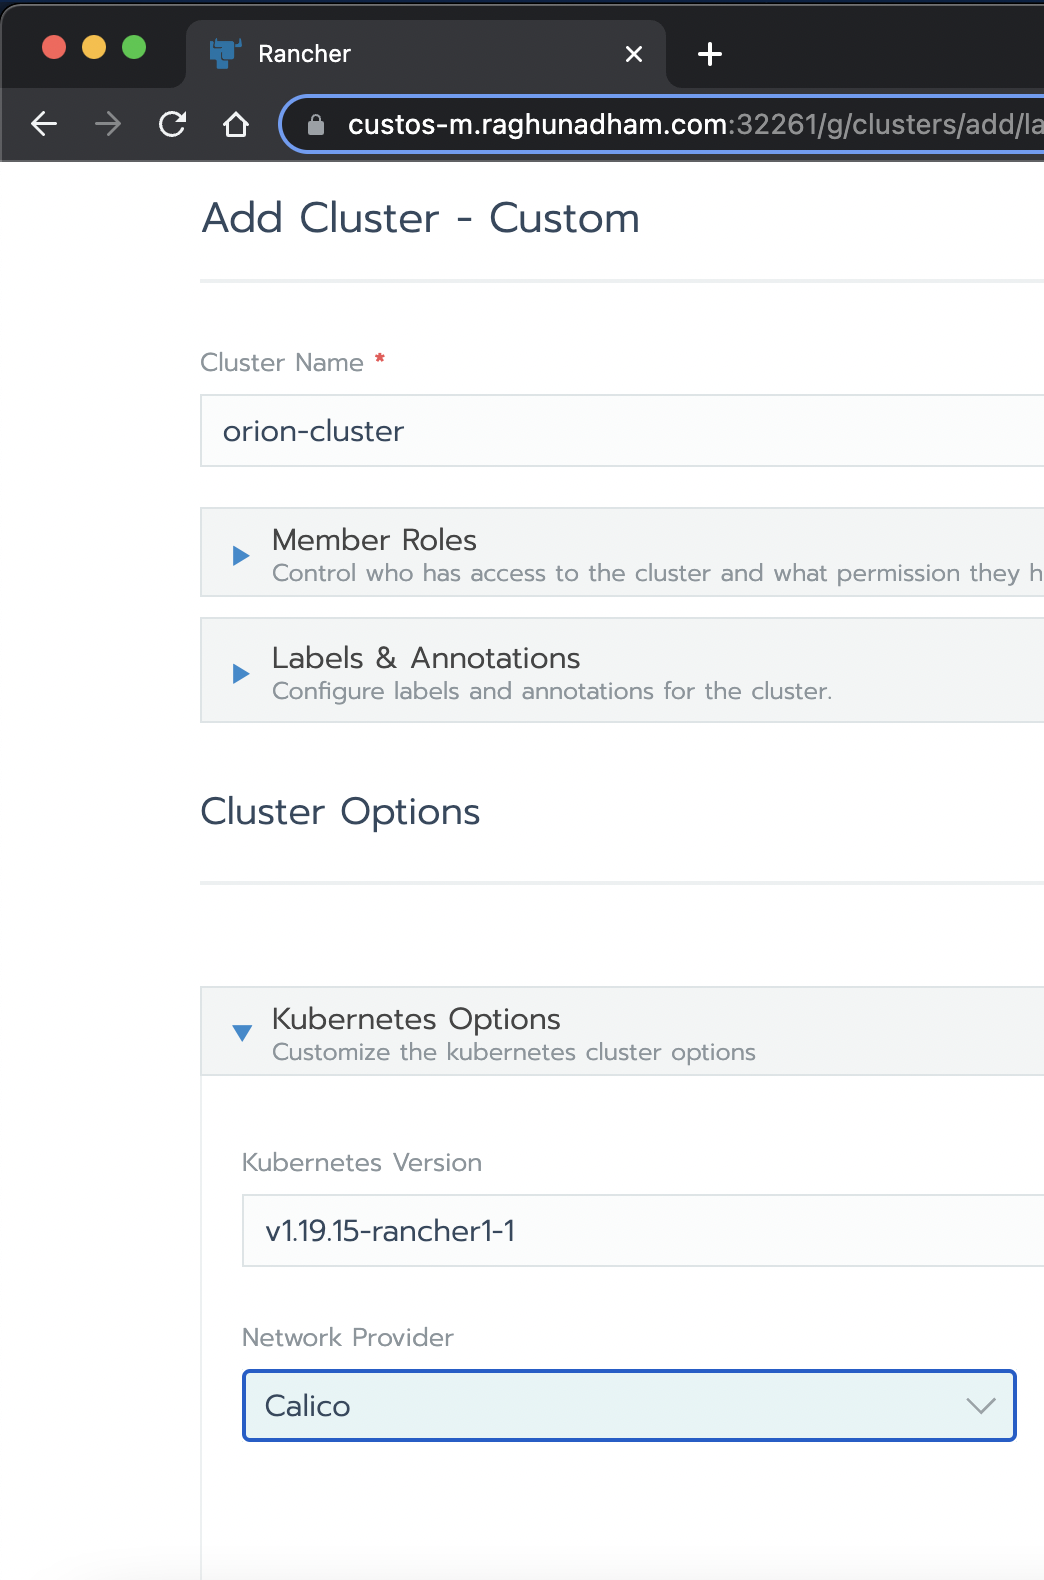 Rancher
custos-m.raghunadham.com:32261/g/clusters/add/la
Add Cluster - Custom
Cluster Name *
orion-cluster
Member Roles
Control who has access to the cluster and what permission they h
Labels & Annotations
Configure labels and annotations for the cluster.
Cluster Options
Kubernetes Options
Customize the kubernetes cluster options
Kubernetes Version
v1.19.15-rancher1-1
Network Provider
Calico